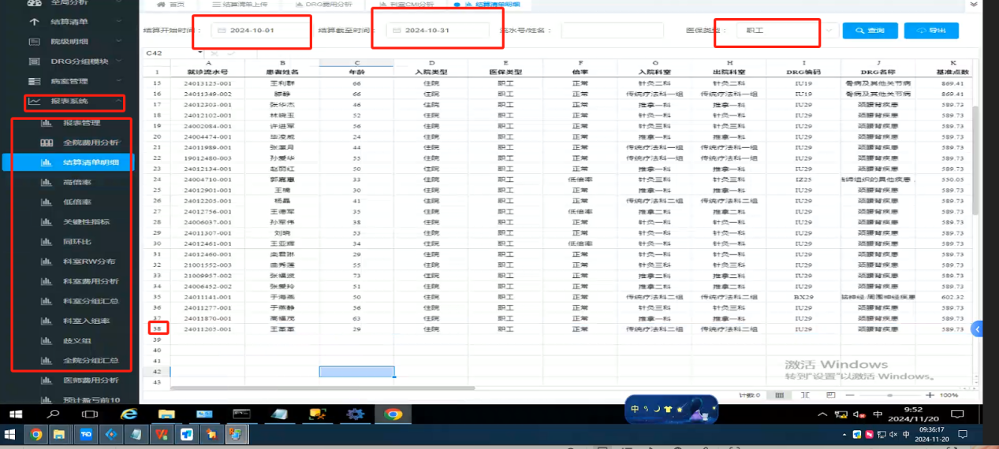 全局分析
首页
结算清单上传
DRG费用分析
科室CMI分析
结算清单明细
结算清单
院级明细
DRG分组模块
病案管理
报表系统
报表管理
全院费用分析
结算清单明细
高倍率
低倍率
关键性指标
同环比
科室RW分布
科室费用分析
科室分组汇总
科室入组率
歧义组
全院分组汇总
医师费用分析
预计盈亏前10
结算开始时间: 2024-10-01 结算截至时间: 2024-10-31 流水号/姓名: 医保类型: 职工 查询 导出
C42
A B C D E F G H I J K
1 就诊流水号 患者姓名 年龄 入院类型 医保类型 倍率 入院科室 出院科室 DRG编码 DRG名称 基准点数
15 24013125-001 王利群 66 住院 职工 正常 针灸二科 针灸二科 IU19 骨病及其他关节病 869.41
16 24011349-002 滕静 66 住院 职工 正常 传统疗法科一组 传统疗法科一组 IU19 骨病及其他关节病 869.41
17 24012303-001 张华杰 46 住院 职工 正常 推拿一科 推拿一科 IU29 颈腰背疾患 589.73
18 24012102-001 林晓玉 52 住院 职工 正常 针灸一科 针灸一科 IU29 颈腰背疾患 589.73
19 24002084-001 许进军 56 住院 职工 正常 针灸三科 针灸三科 IU29 颈腰背疾患 589.73
20 24004474-001 毕凌威 24 住院 职工 正常 推拿一科 推拿一科 IU29 颈腰背疾患 589.73
21 24011989-001 月 44 住院 职工 正常 传统疗法科一组 传统疗法科一组 IU29 颈腰背疾患 589.73
22 19012480-003 孙爱华 55 住院 职工 正常 传统疗法科一组 传统疗法科一组 IU29 颈腰背疾患 589.73
23 24012134-001 赵丽红 50 住院 职工 正常 推拿一科 推拿一科 IU29 颈腰背疾患 589.73
24 24004710-001 33 住院 职工 低倍率 针灸三科 针灸三科 IZ25 组织的其他疾患 550.05
25 24012901-001 王楠 30 住院 职工 正常 推拿一科 推拿一科 IU29 颈腰背疾患 589.73
26 24012205-001 杨晶 41 住院 职工 正常 传统疗法科二组 传统疗法科二组 IU29 颈腰背疾患 589.73
27 24012756-001 王德军 35 住院 职工 低倍率 推拿二科 推拿二科 IU29 颈腰背疾患 589.73
28 24006037-001 孙军伟 38 住院 职工 正常 针灸一科 针灸一科 IU29 颈腰背疾患 589.73
29 24011307-001 刘晓 53 住院 职工 正常 针灸一科 针灸一科 IU29 颈腰背疾患 589.73
30 24012461-001 王亚辉 34 住院 职工 低倍率 针灸一科 针灸一科 IU29 颈腰背疾患 589.73
31 24012460-001 29 住院 职工 正常 针灸一科 针灸一科 IU29 颈腰背疾患 589.73
32 21001552-003 曲秀莲 55 住院 职工 正常 针灸三科 针灸三科 IU29 颈腰背疾患 589.73
33 21009957-002 张福波 73 住院 职工 正常 推拿二科 推拿二科 IU29 颈腰背疾患 589.73
34 24006452-002 张爱玲 51 住院 职工 正常 推拿二科 推拿二科 IU29 颈腰背疾患 589.73
35 24011141-001 于海燕 50 住院 职工 正常 传统疗法科二组 传统疗法科二组 BX29 神经/周围神经疾患 602.32
36 24011277-001 于燕静 56 住院 职工 正常 针灸三科 针灸三科 IU29 颈腰背疾患 589.73
37 24011870-001 高福茂 63 住院 职工 正常 推拿一科 推拿一科 IU29 颈腰背疾患 589.73
38 24011205-001 29 住院 职工 正常 传统疗法科二组 传统疗法科二组 IU29 颈腰背疾患 589.73
39
40
41
42
43
激活 Windows
转到"设置"以激活 Windows。
计数:0
100%
中
中
9:52
2024/11/20
中
09:36:17
2024-11-20